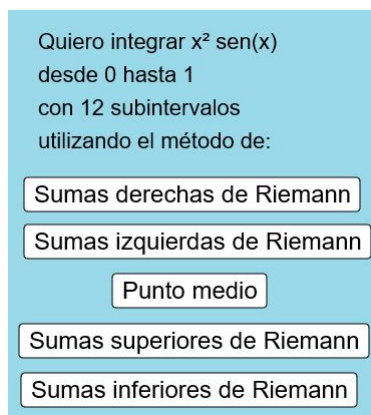 Quiero integrar x² sen(x)
desde 0 hasta 1
con 12 subintervalos
utilizando el método de:
Sumas derechas de Riemann
Sumas izquierdas de Riemann
Punto medio
Sumas superiores de Riemann
Sumas inferiores de Riemann